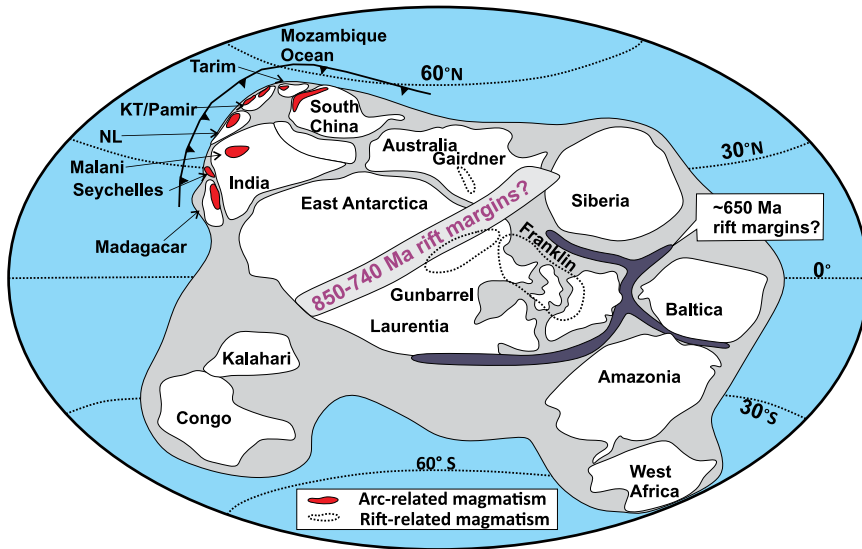 Mozambique
Ocean
Tarim
60°N
KT/Pamir
South
China
NL
Australia
Gairdner
30°N
Malani
Seychelles
India
Siberia
East Antarctica
~650 Ma
rift margins?
Madagacar
850-740 Ma rift margins?
Franklin
0°
Gunbarrel
Baltica
Laurentia
Kalahari
Amazonia
Congo
30°S
60° S
West
Africa
Arc-related magmatism
Rift-related magmatism